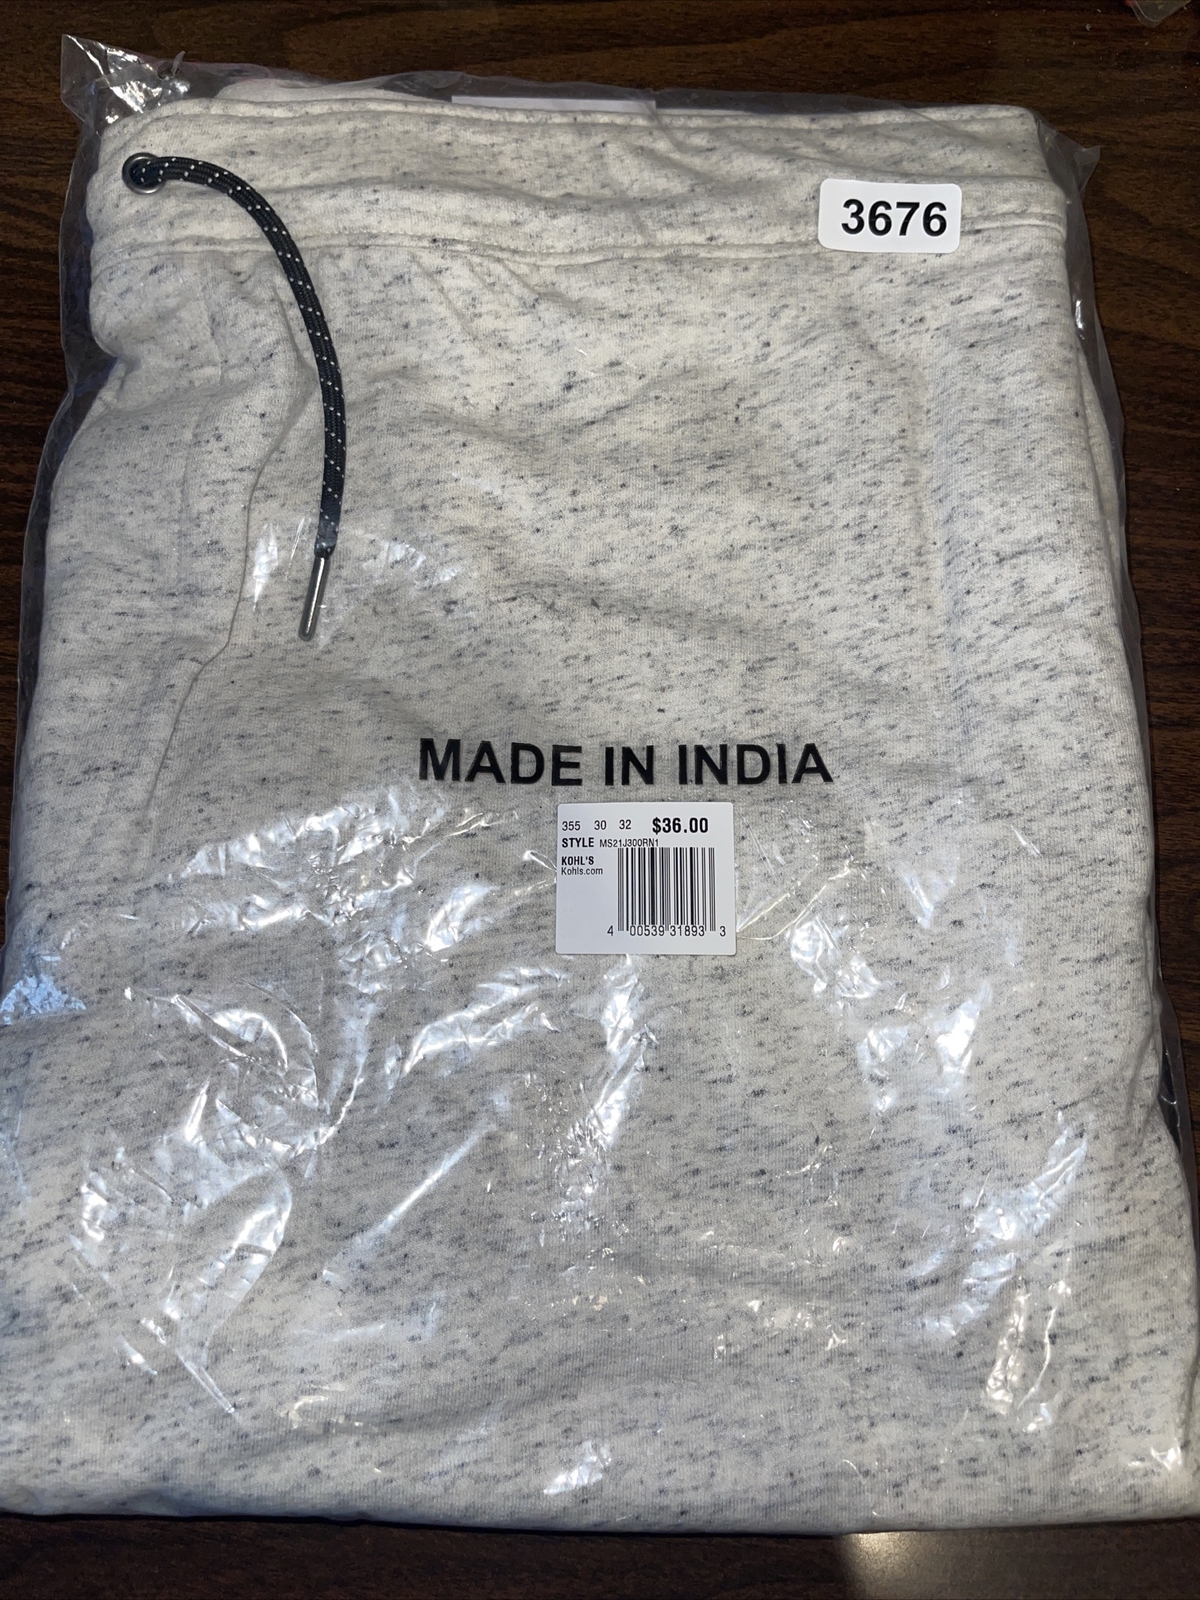 3676
MADE IN INDIA
355 30 32 $36.00
STYLE MS21J300RN1
KOHL'S
Kohls.com
4 00539 31893 3